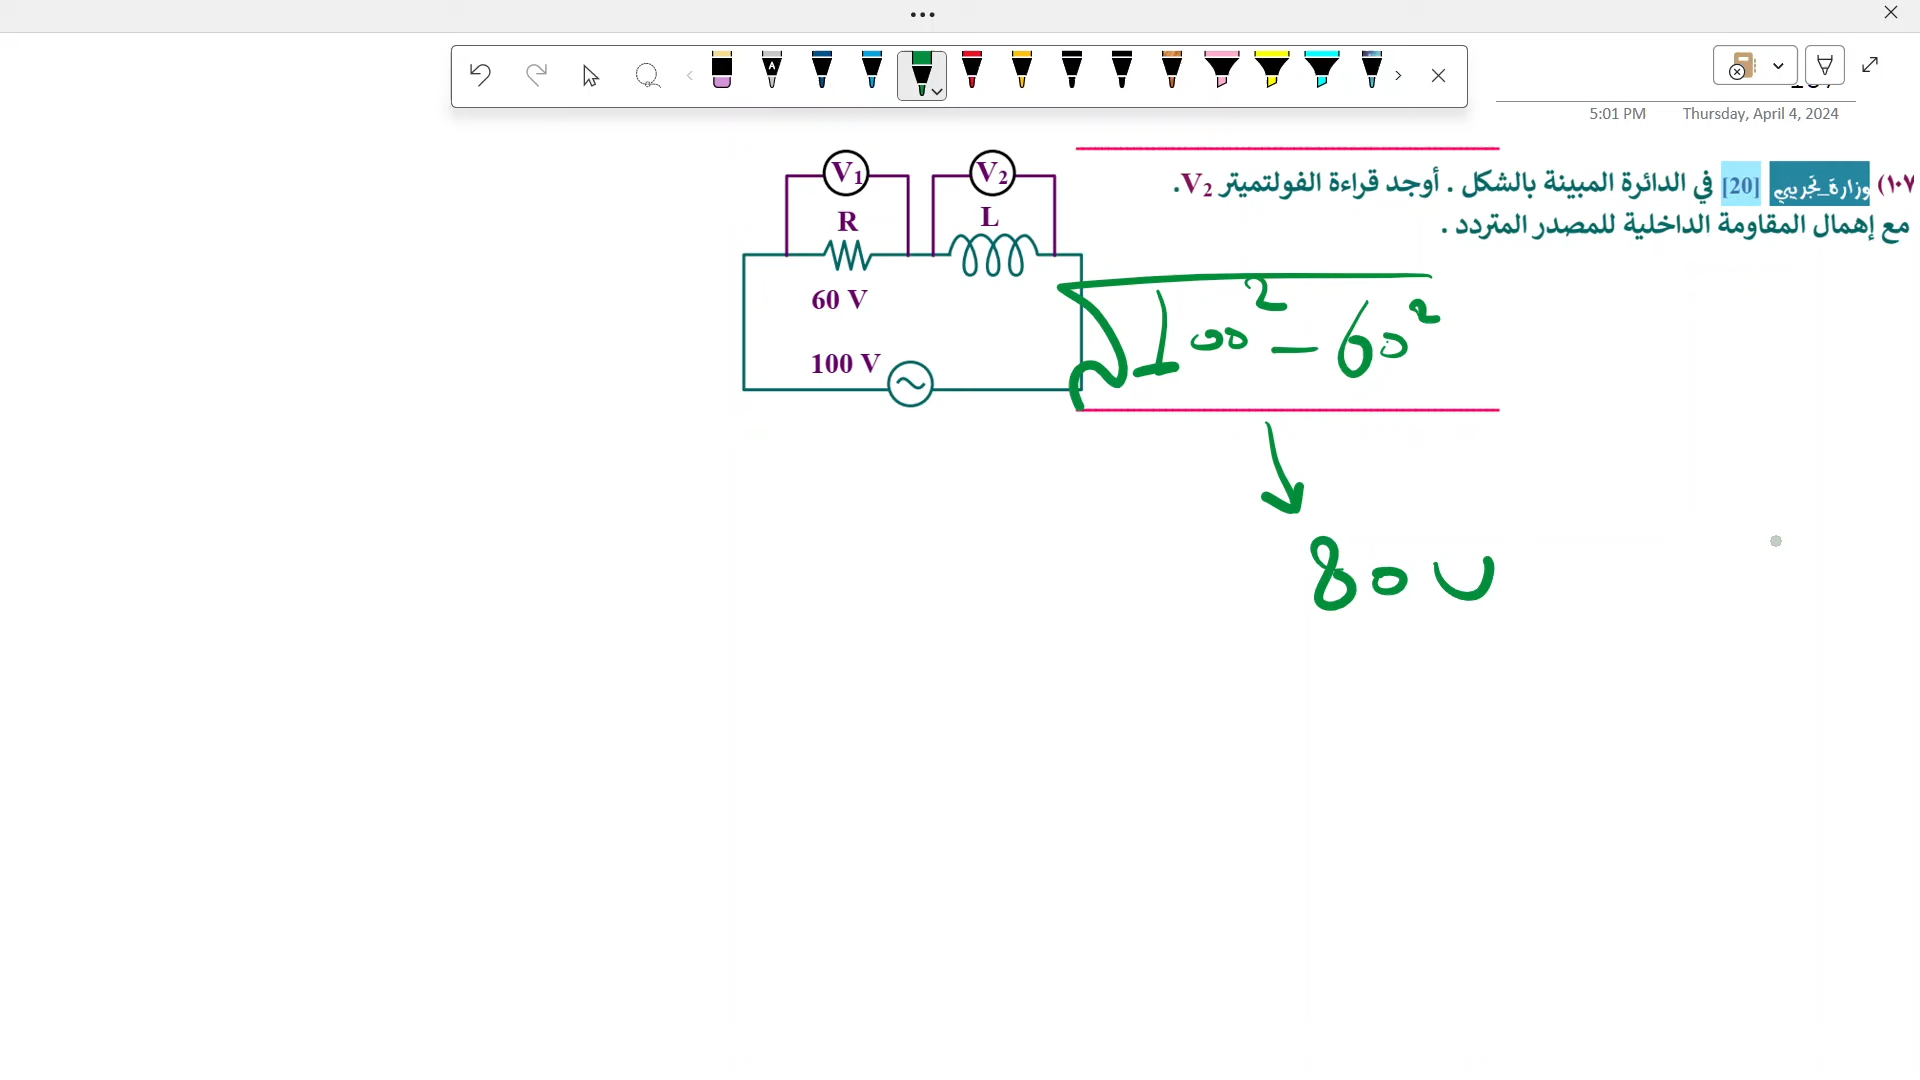 5:01 PM Thursday, April 4, 2024
١٠٧) وزارة_تجريبي [20] في الدائرة المبينة بالشكل . أوجد قراءة الفولتميتر V₂.
مع إهمال المقاومة الداخلية للمصدر المتردد .
V₁ V₂
R L
60 V
100 V
√100² - 60²
80 V